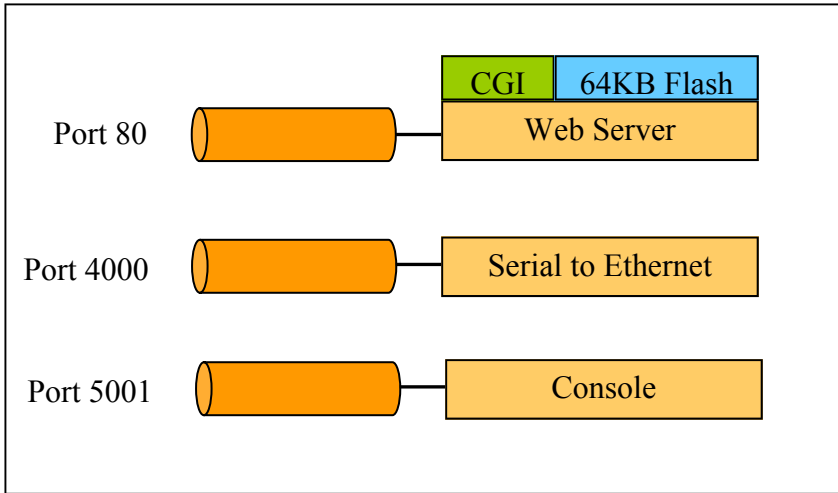 CGI 64KB Flash
Port 80 Web Server
Port 4000 Serial to Ethernet
Port 5001 Console